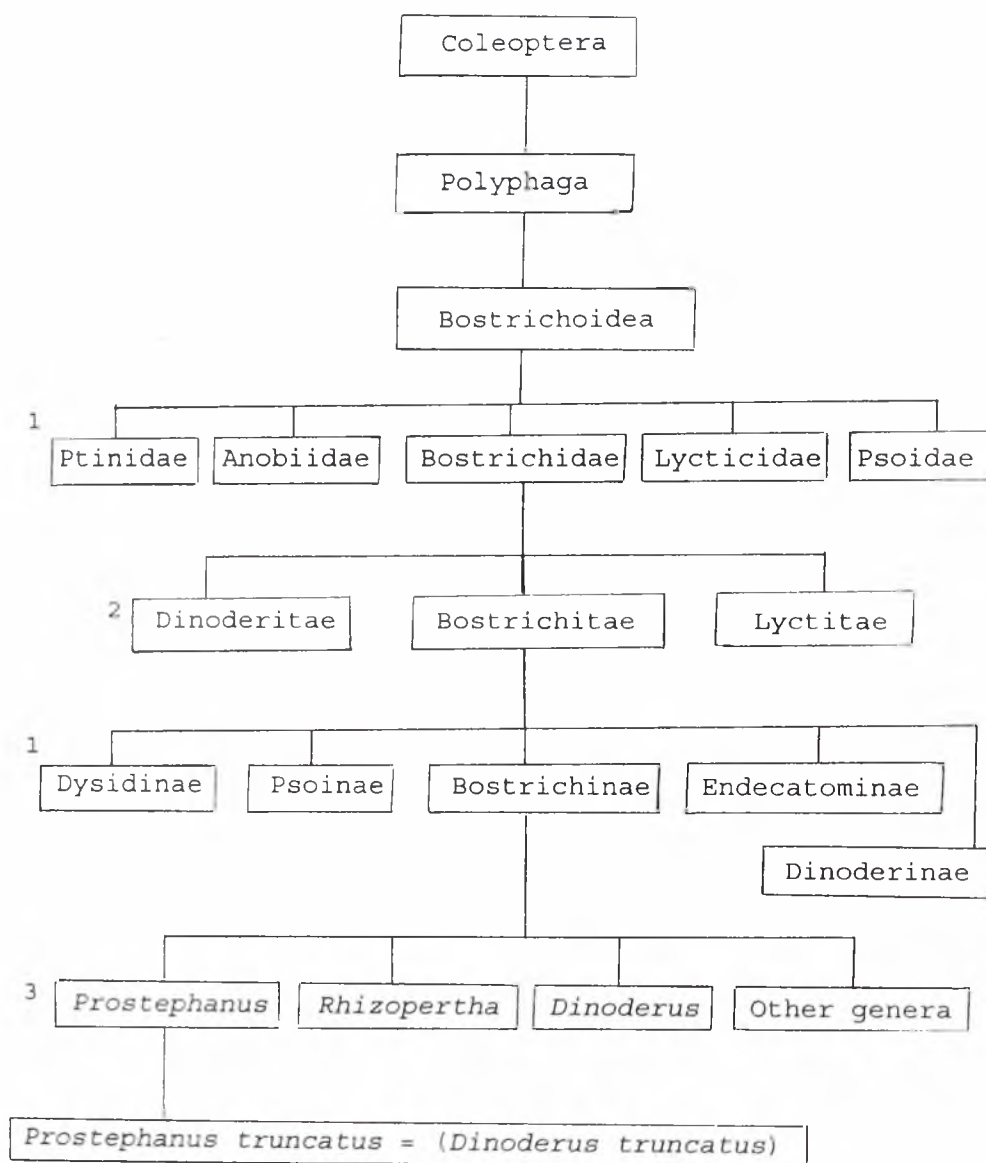 Coleoptera
Polyphaga
Bostrichoidea
1
Ptinidae Anobiidae Bostrichidae Lycticidae Psoidae
2 Dinoderitae Bostrichitae Lyctitae
1
Dysidinae Psoinae Bostrichinae Endecatominae
Dinoderinae
3 Prostephanus Rhizopertha Dinoderus Other genera
Prostephanus truncatus = (Dinoderus truncatus)